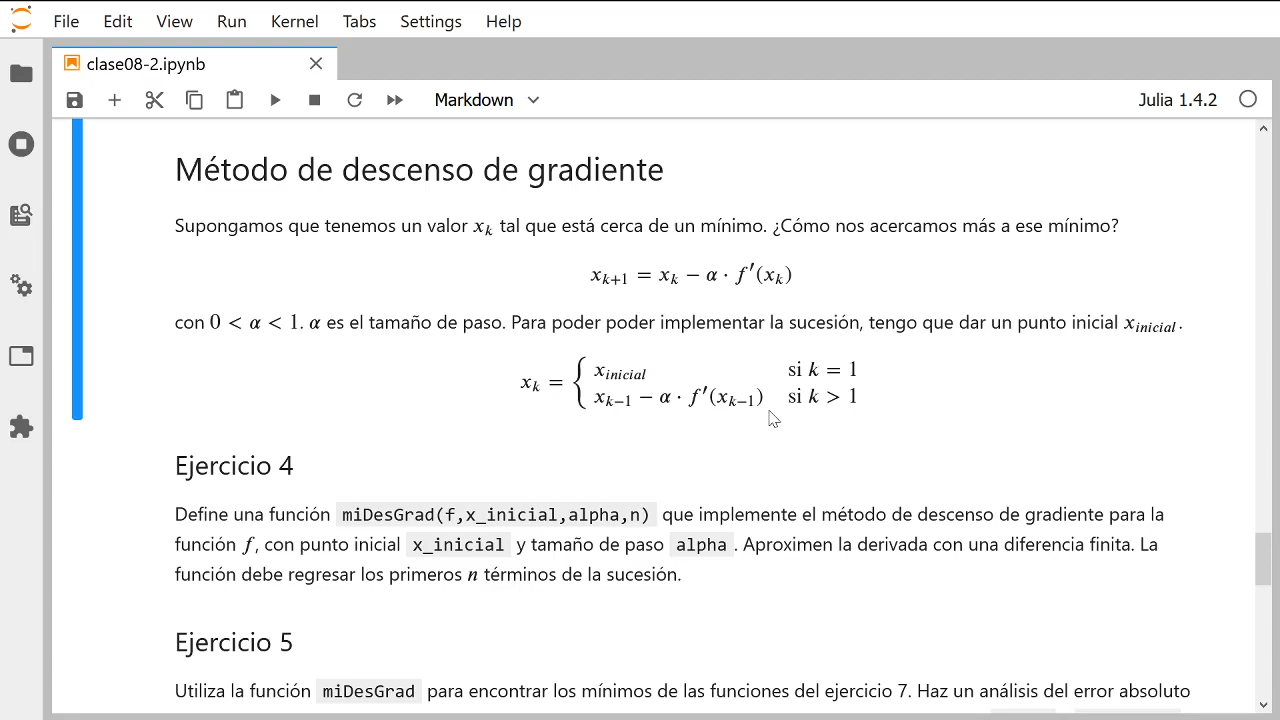 File Edit View Run Kernel Tabs Settings Help
clase08-2.ipynb
Markdown
Julia 1.4.2
Método de descenso de gradiente
Supongamos que tenemos un valor xₖ tal que está cerca de un mínimo. ¿Cómo nos acercamos más a ese mínimo?
xₖ₊₁ = xₖ − α · f′(xₖ)
con 0 < α < 1. α es el tamaño de paso. Para poder poder implementar la sucesión, tengo que dar un punto inicial x_inicial.
xₖ = { x_inicial si k = 1
xₖ₋₁ − α · f′(xₖ₋₁) si k > 1
Ejercicio 4
Define una función miDesGrad(f,x_inicial,alpha,n) que implemente el método de descenso de gradiente para la
función f, con punto inicial x_inicial y tamaño de paso alpha. Aproximen la derivada con una diferencia finita. La
función debe regresar los primeros n términos de la sucesión.
Ejercicio 5
Utiliza la función miDesGrad para encontrar los mínimos de las funciones del ejercicio 7. Haz un análisis del error absoluto